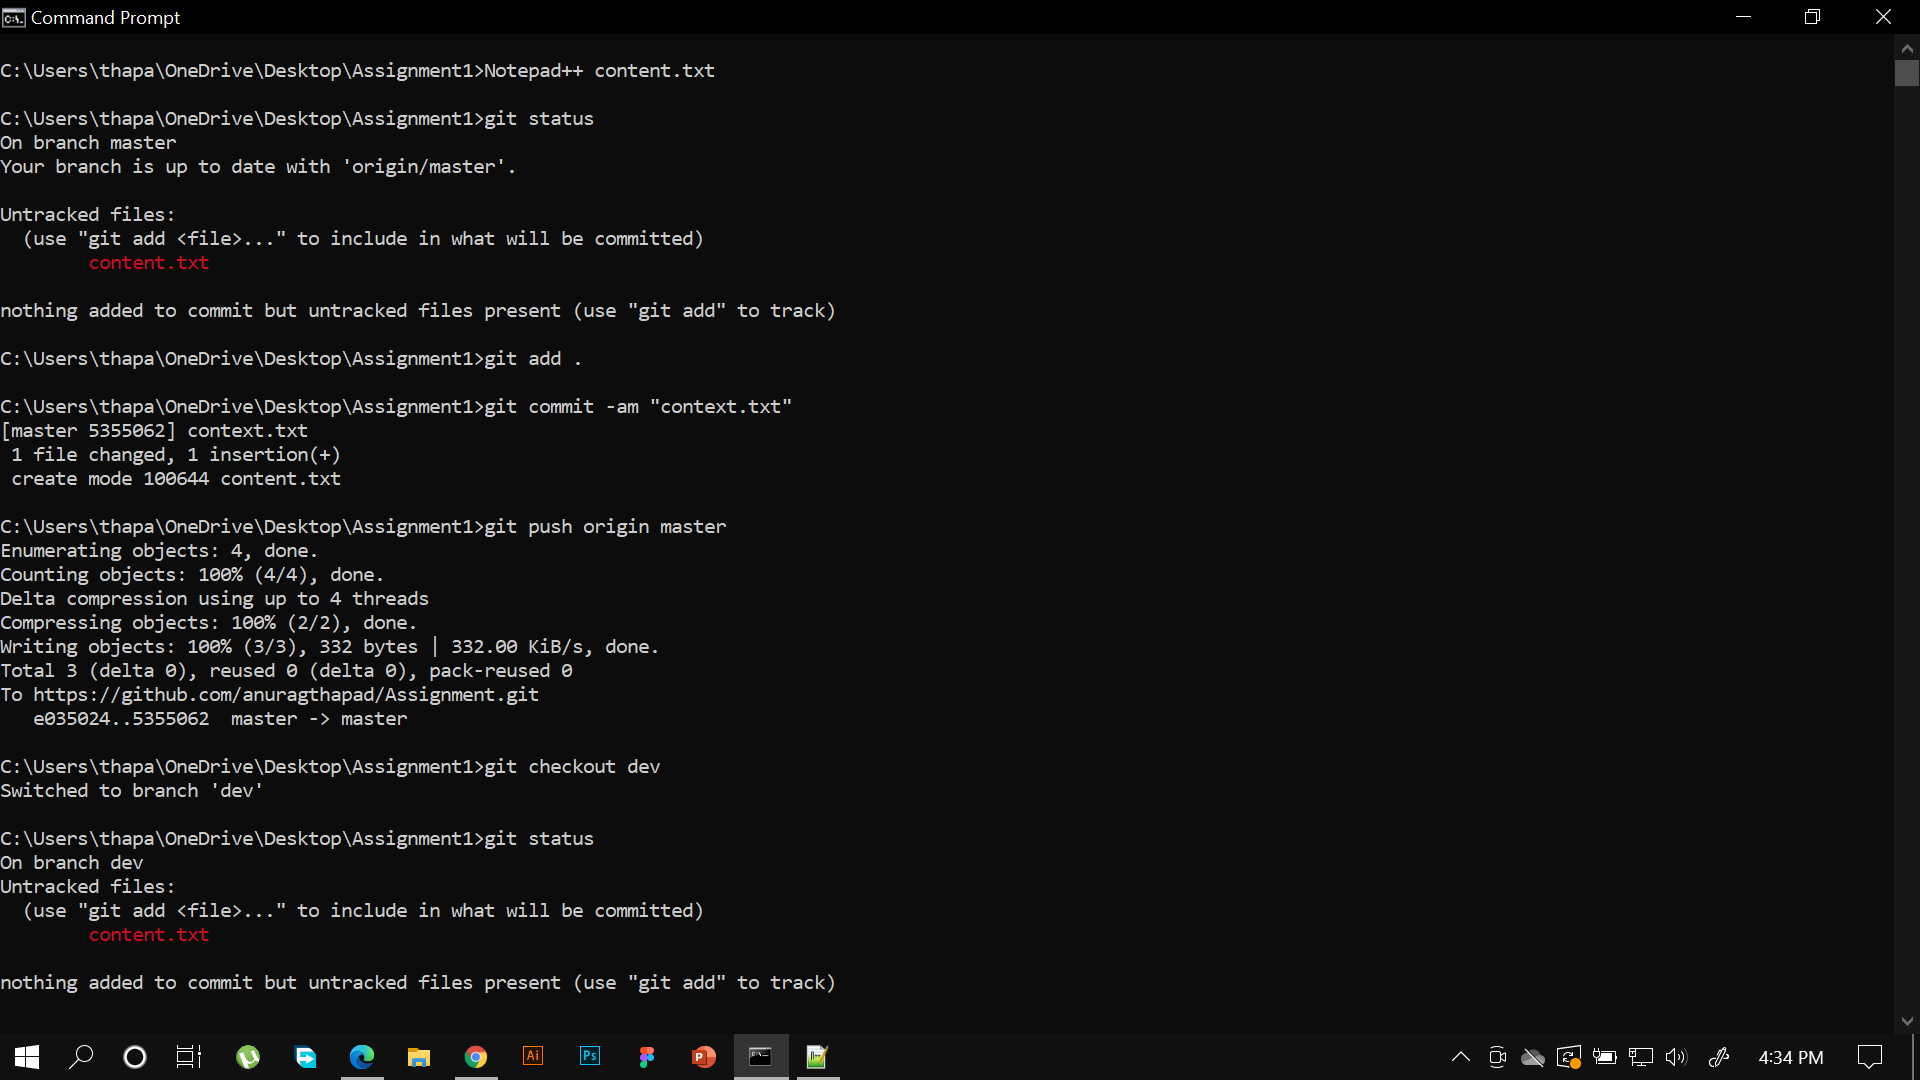 Command Prompt
C:\Users\thapa\OneDrive\Desktop\Assignment1>Notepad++ content.txt
C:\Users\thapa\OneDrive\Desktop\Assignment1>git status
On branch master
Your branch is up to date with 'origin/master'.
Untracked files:
  (use "git add <file>..." to include in what will be committed)
        content.txt
nothing added to commit but untracked files present (use "git add" to track)
C:\Users\thapa\OneDrive\Desktop\Assignment1>git add .
C:\Users\thapa\OneDrive\Desktop\Assignment1>git commit -am "context.txt"
[master 5355062] context.txt
 1 file changed, 1 insertion(+)
 create mode 100644 content.txt
C:\Users\thapa\OneDrive\Desktop\Assignment1>git push origin master
Enumerating objects: 4, done.
Counting objects: 100% (4/4), done.
Delta compression using up to 4 threads
Compressing objects: 100% (2/2), done.
Writing objects: 100% (3/3), 332 bytes | 332.00 KiB/s, done.
Total 3 (delta 0), reused 0 (delta 0), pack-reused 0
To https://github.com/anuragthapad/Assignment.git
   e035024..5355062  master -> master
C:\Users\thapa\OneDrive\Desktop\Assignment1>git checkout dev
Switched to branch 'dev'
C:\Users\thapa\OneDrive\Desktop\Assignment1>git status
On branch dev
Untracked files:
  (use "git add <file>..." to include in what will be committed)
        content.txt
nothing added to commit but untracked files present (use "git add" to track)
Ai Ps P 4:34 PM